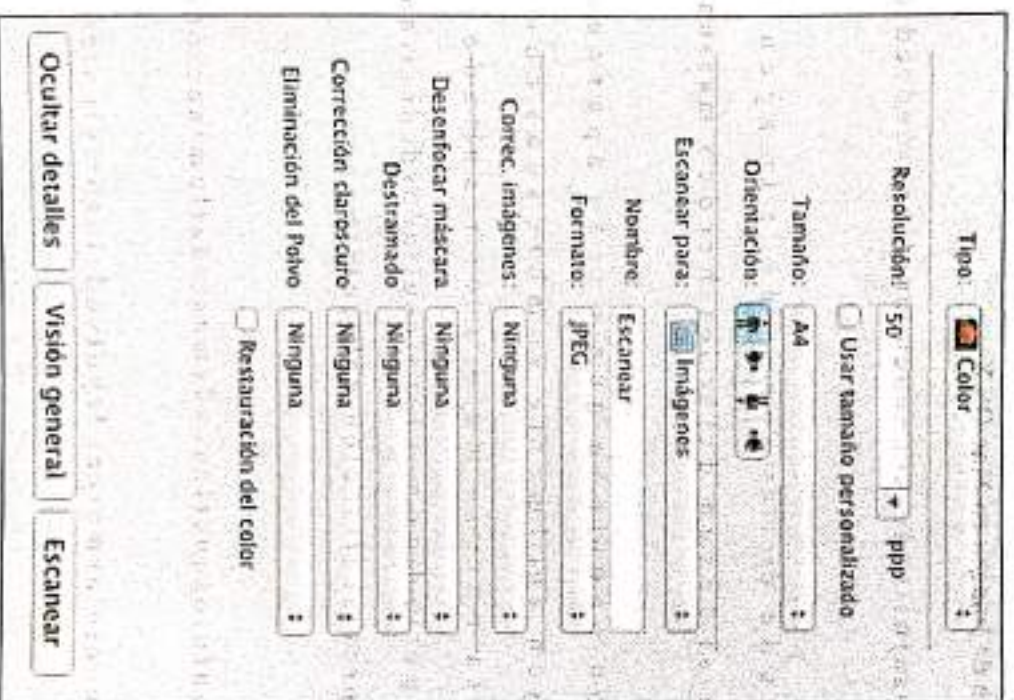 Tipo: Color
Resolución: 50 ppp
Usar tamaño personalizado
Tamaño: A4
Orientación:
Escanear para: Imágenes
Nombre: Escanear
Formato: JPEG
Correc. imágenes: Ninguna
Desenfocar máscara Ninguna
Destramado Ninguna
Corrección claroscuro Ninguna
Eliminación del Polvo Ninguna
Restauración del color
Ocultar detalles Visión general Escanear